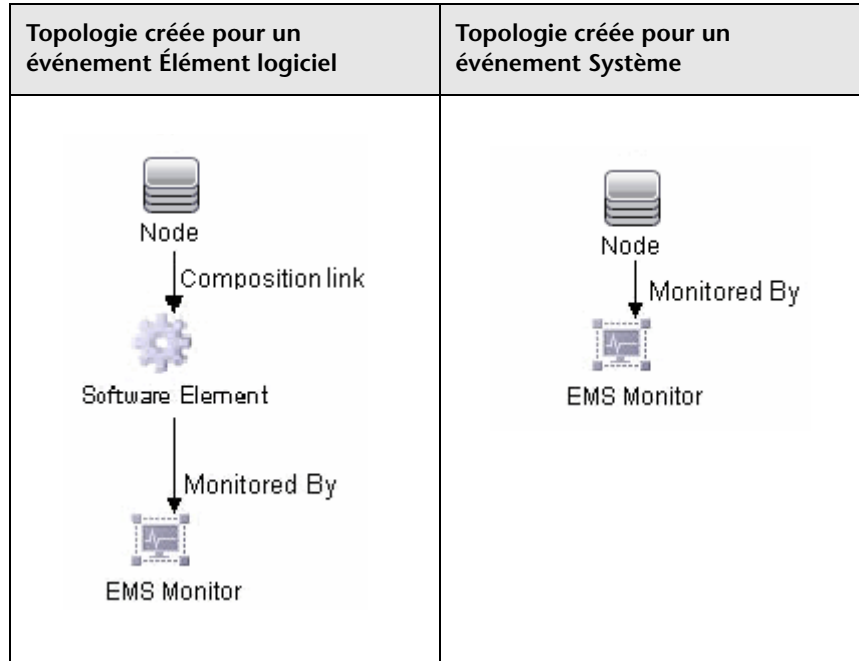 Topologie créée pour un
événement Élément logiciel
Topologie créée pour un
événement Système
Node
Composition link
Software Element
Monitored By
EMS Monitor
Node
Monitored By
EMS Monitor